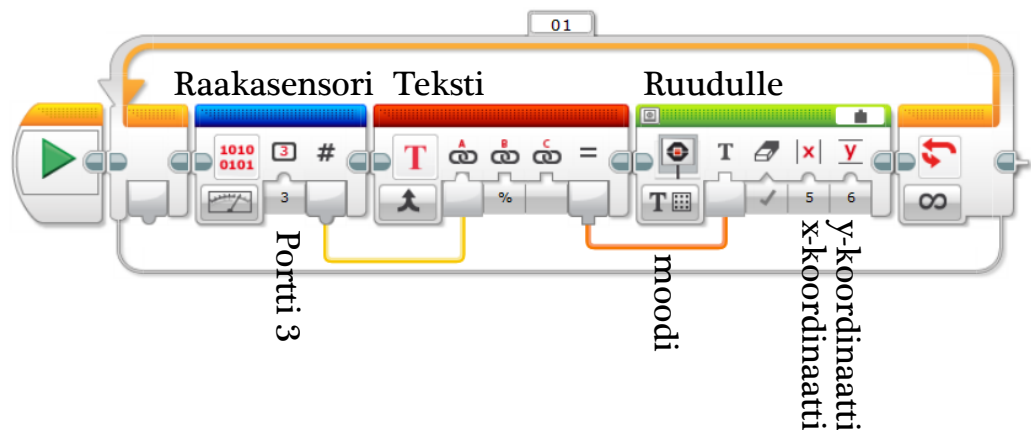 01
Raakasensori Teksti Ruudulle
1010
0101
3
#
T
A
B
C
=
T
|x|
y
3
%
T
5
6
∞
Portti 3
moodi
x-koordinaatti
y-koordinaatti